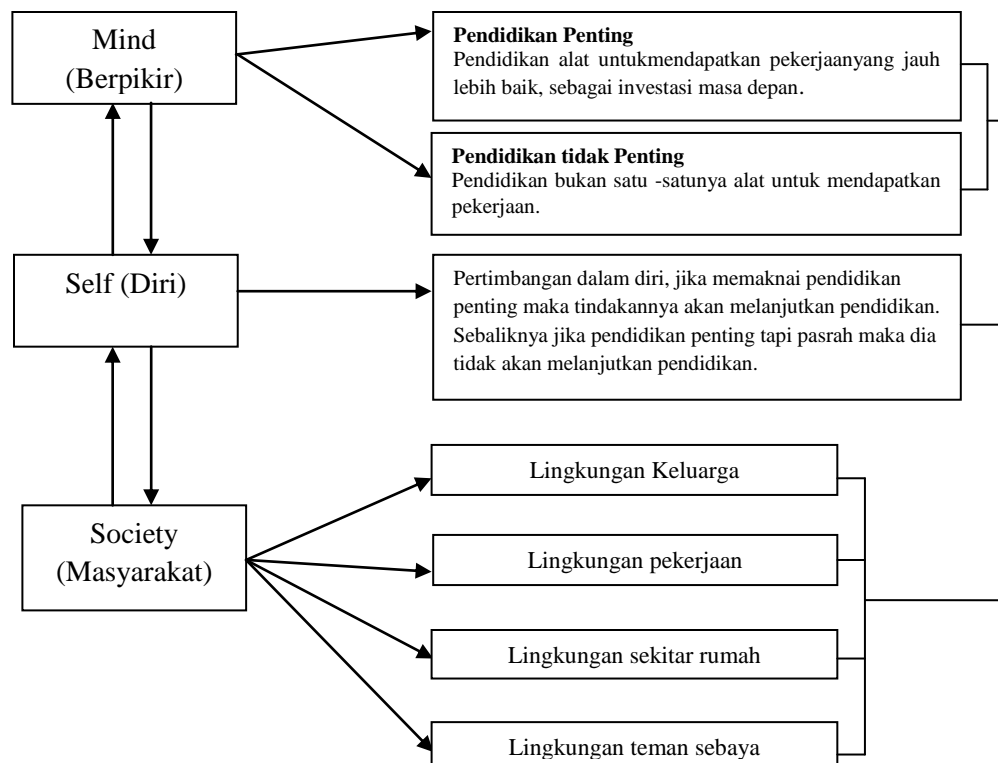 Mind
(Berpikir)
Pendidikan Penting
Pendidikan alat untukmendapatkan pekerjaanyang jauh
lebih baik, sebagai investasi masa depan.
Pendidikan tidak Penting
Pendidikan bukan satu -satunya alat untuk mendapatkan
pekerjaan.
Self (Diri)
Pertimbangan dalam diri, jika memaknai pendidikan
penting maka tindakannya akan melanjutkan pendidikan.
Sebaliknya jika pendidikan penting tapi pasrah maka dia
tidak akan melanjutkan pendidikan.
Society
(Masyarakat)
Lingkungan Keluarga
Lingkungan pekerjaan
Lingkungan sekitar rumah
Lingkungan teman sebaya